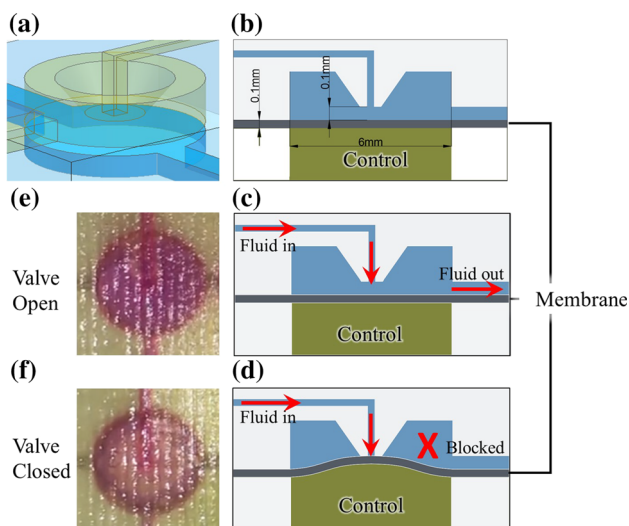 (a)
(b)
0.1mm
0.1mm
6mm
Control
(e)
(c)
Fluid in
Fluid out
Valve
Open
Control
Membrane
(f)
(d)
Fluid in
X
Blocked
Valve
Closed
Control